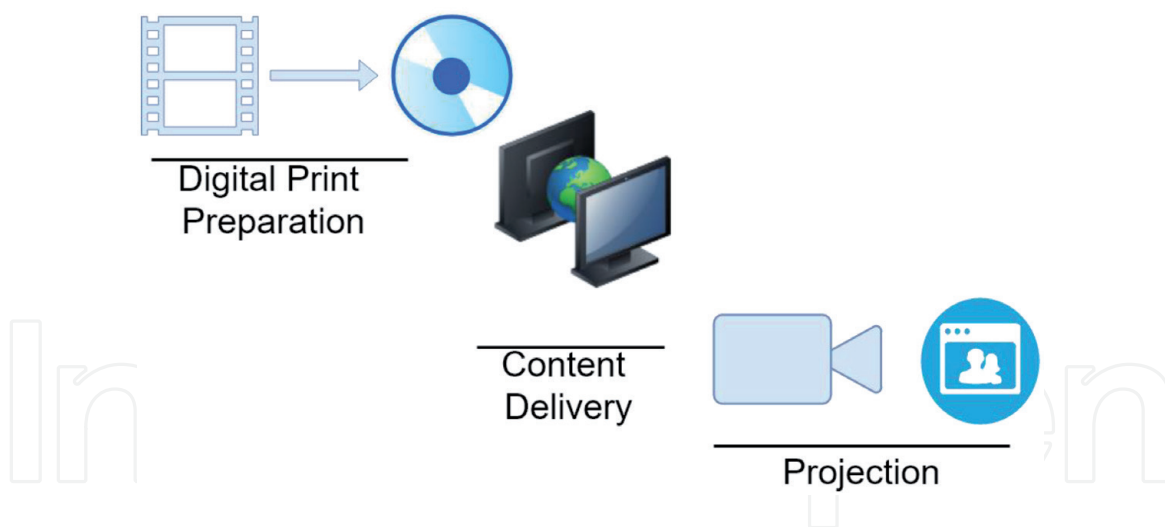 Digital Print
Preparation
Content
Delivery
Projection